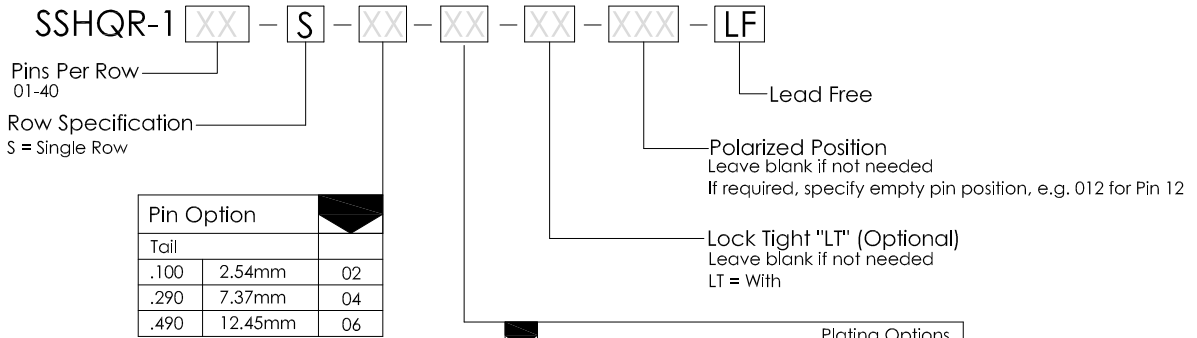 SSHQR-1 XX - S - XX - XX - XX - XXX - LF
Pins Per Row
01-40
Lead Free
Row Specification
S = Single Row
Polarized Position
Leave blank if not needed
If required, specify empty pin position, e.g. 012 for Pin 12
Pin Option
Tail
.100 2.54mm 02
.290 7.37mm 04
.490 12.45mm 06
Lock Tight "LT" (Optional)
Leave blank if not needed
LT = With
Plating Options